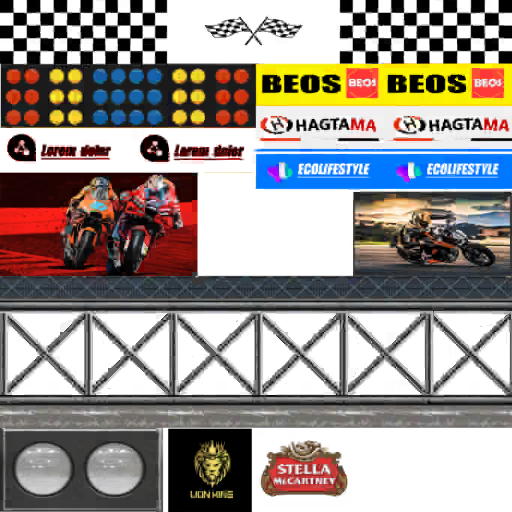 BEOS BEOS BEOS BEOS
HAGTAMA HAGTAMA
Lorem dolor Lorem dolor
ECOLIFESTYLE ECOLIFESTYLE
LION KING
STELLA
McCARTNEY